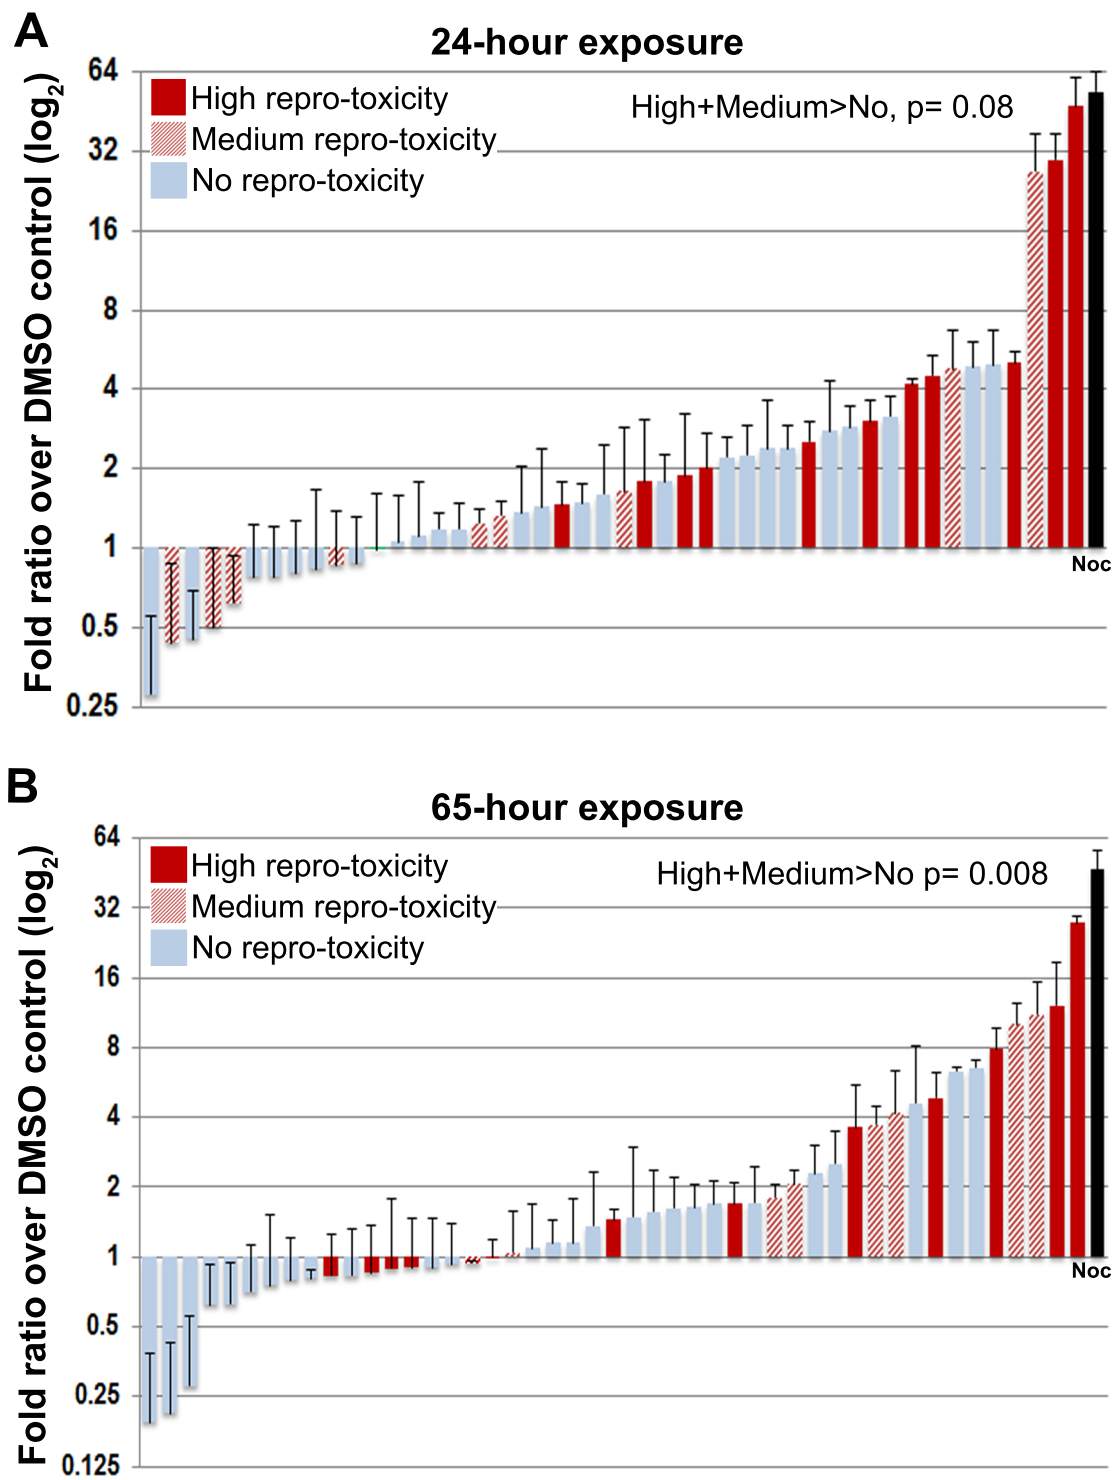 A
24-hour exposure
Fold ratio over DMSO control (log2)
64
32
16
8
4
2
1
0.5
0.25
High repro-toxicity
Medium repro-toxicity
No repro-toxicity
High+Medium>No, p= 0.08
Noc
B
65-hour exposure
Fold ratio over DMSO control (log2)
64
32
16
8
4
2
1
0.5
0.25
0.125
High repro-toxicity
Medium repro-toxicity
No repro-toxicity
High+Medium>No p= 0.008
Noc